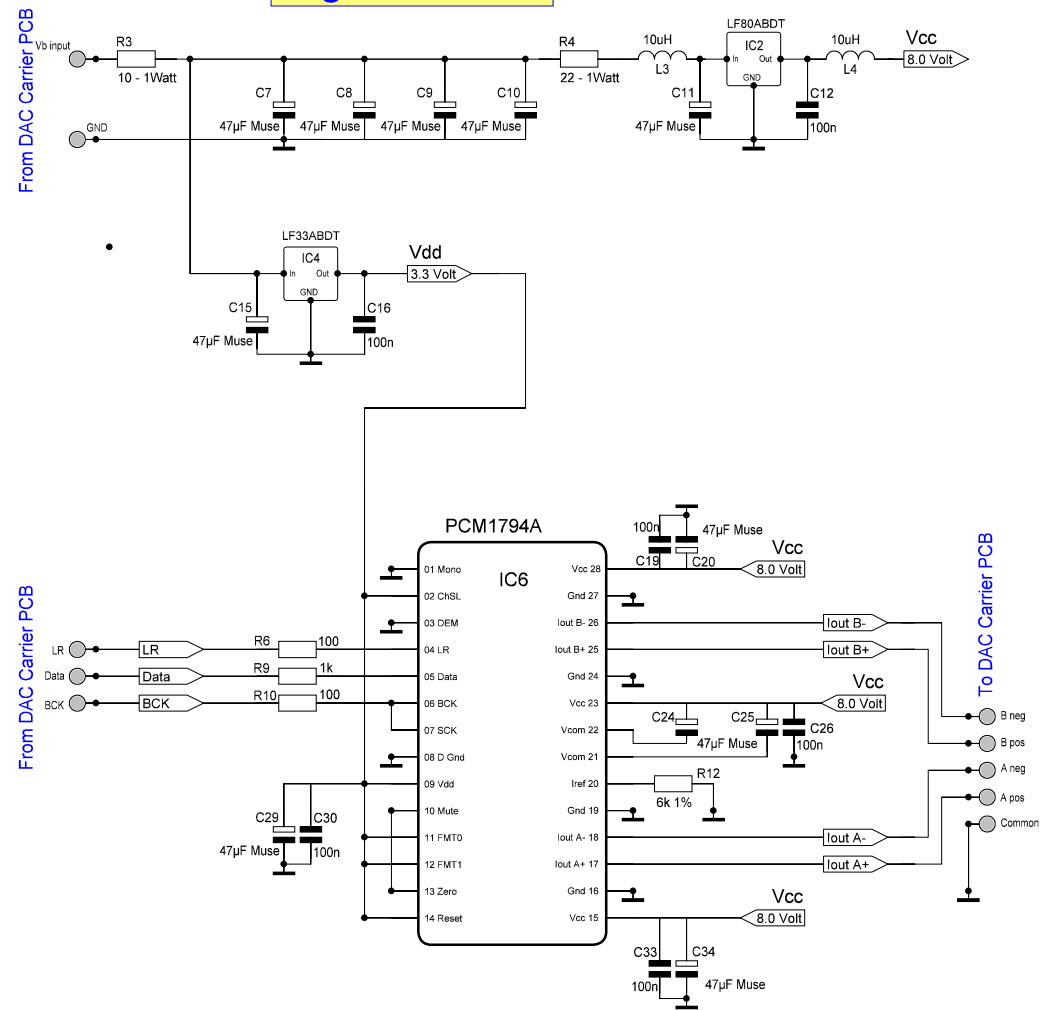 From DAC Carrier PCB
Vb input
R3
10 - 1Watt
GND
C7
47µF Muse
C8
47µF Muse
C9
47µF Muse
C10
47µF Muse
R4
22 - 1Watt
10uH
L3
LF80ABDT
IC2
In
Out
GND
C11
47µF Muse
C12
100n
10uH
L4
Vcc
8.0 Volt
LF33ABDT
IC4
In
Out
GND
C15
47µF Muse
C16
100n
Vdd
3.3 Volt
From DAC Carrier PCB
LR
LR
R6
100
Data
Data
R9
1k
BCK
BCK
R10
100
C29
47µF Muse
C30
100n
PCM1794A
IC6
01 Mono
02 ChSL
03 DEM
04 LR
05 Data
06 BCK
07 SCK
08 D Gnd
09 Vdd
10 Mute
11 FMT0
12 FMT1
13 Zero
14 Reset
Vcc 28
Gnd 27
Iout B- 26
Iout B+ 25
Gnd 24
Vcc 23
Vcom 22
Vcom 21
Iref 20
Gnd 19
Iout A- 18
Iout A+ 17
Gnd 16
Vcc 15
100n
C19
47µF Muse
C20
Vcc
8.0 Volt
Iout B-
Iout B+
Vcc
8.0 Volt
C24
C25
47µF Muse
C26
100n
R12
6k 1%
Iout A-
Iout A+
Vcc
8.0 Volt
C33
100n
C34
47µF Muse
To DAC Carrier PCB
B neg
B pos
A neg
A pos
Common